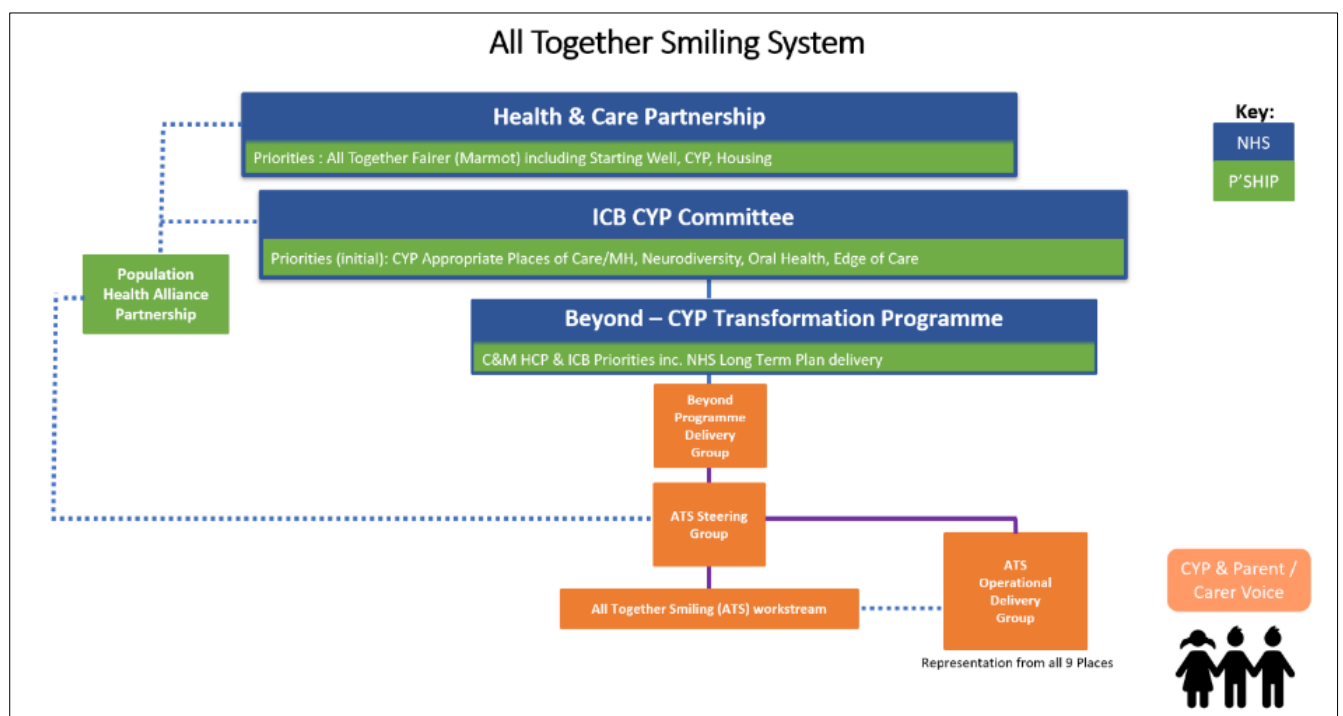 All Together Smiling System
Health & Care Partnership
Priorities : All Together Fairer (Marmot) including Starting Well, CYP, Housing
Key:
NHS
P'SHIP
ICB CYP Committee
Priorities (initial): CYP Appropriate Places of Care/MH, Neurodiversity, Oral Health, Edge of Care
Population
Health Alliance
Partnership
Beyond – CYP Transformation Programme
C&M HCP & ICB Priorities inc. NHS Long Term Plan delivery
Beyond
Programme
Delivery
Group
ATS Steering
Group
ATS
Operational
Delivery
Group
All Together Smiling (ATS) workstream
Representation from all 9 Places
CYP & Parent /
Carer Voice